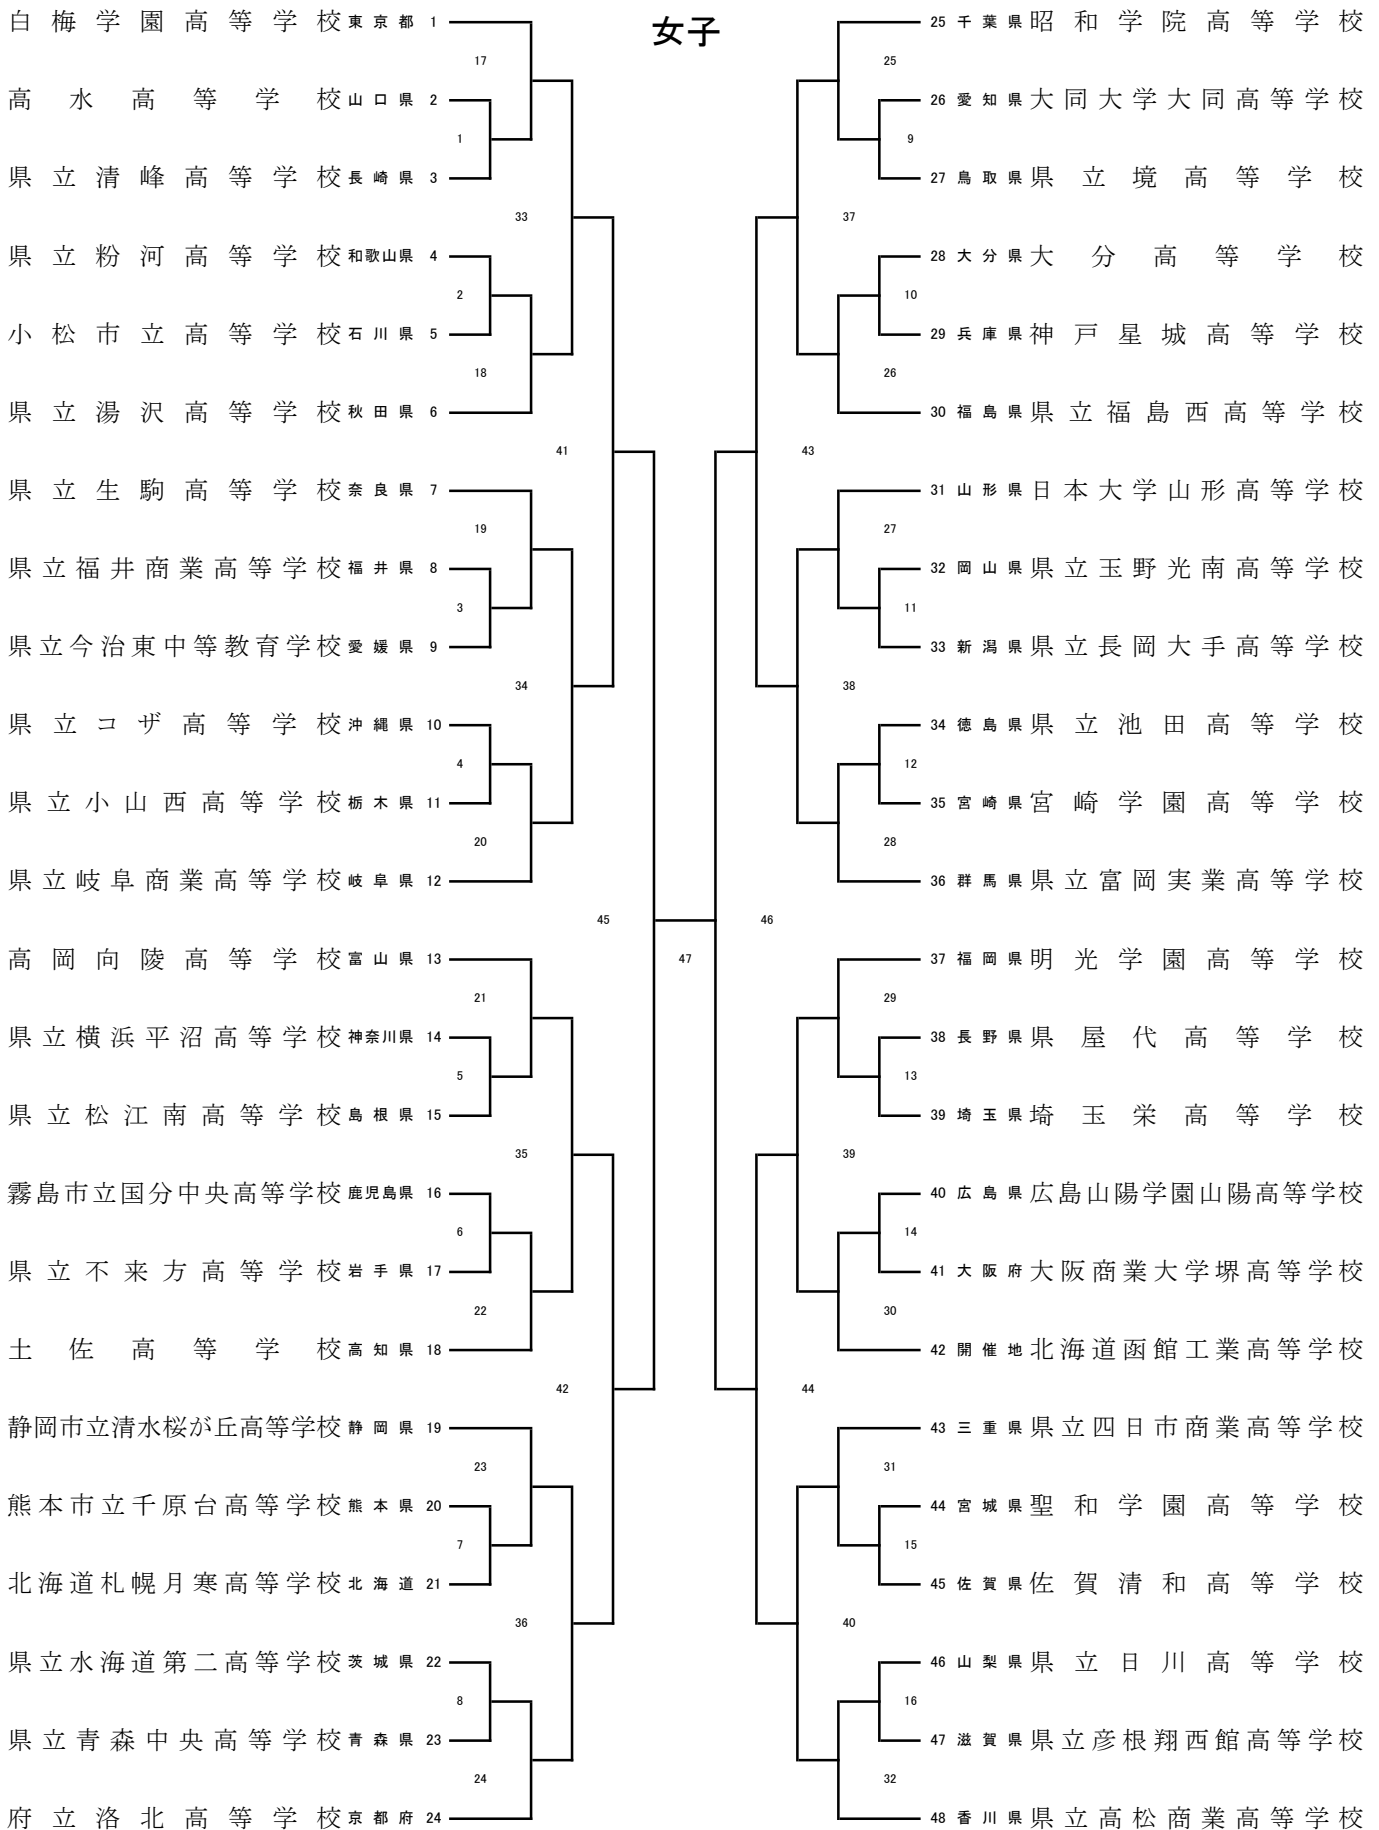 女子
白梅学園高等学校 東京都 1
17
高水高等学校 山口県 2
1
県立清峰高等学校 長崎県 3
33
県立粉河高等学校 和歌山県 4
2
小松市立高等学校 石川県 5
18
県立湯沢高等学校 秋田県 6
41
県立生駒高等学校 奈良県 7
19
県立福井商業高等学校 福井県 8
3
県立今治東中等教育学校 愛媛県 9
34
県立コザ高等学校 沖縄県 10
4
県立小山西高等学校 栃木県 11
20
県立岐阜商業高等学校 岐阜県 12
45
高岡向陵高等学校 富山県 13
21
県立横浜平沼高等学校 神奈川県 14
5
県立松江南高等学校 島根県 15
35
霧島市立国分中央高等学校 鹿児島県 16
6
県立不来方高等学校 岩手県 17
22
土佐高等学校 高知県 18
42
静岡市立清水桜が丘高等学校 静岡県 19
23
熊本市立千原台高等学校 熊本県 20
7
北海道札幌月寒高等学校 北海道 21
36
県立水海道第二高等学校 茨城県 22
8
県立青森中央高等学校 青森県 23
24
府立洛北高等学校 京都府 24
47
25 千葉県 昭和学院高等学校
25
26 愛知県 大同大学大同高等学校
9
27 鳥取県 県立境高等学校
37
28 大分県 大分高等学校
10
29 兵庫県 神戸星城高等学校
26
30 福島県 県立福島西高等学校
43
31 山形県 日本大学山形高等学校
27
32 岡山県 県立玉野光南高等学校
11
33 新潟県 県立長岡大手高等学校
38
34 徳島県 県立池田高等学校
12
35 宮崎県 宮崎学園高等学校
28
36 群馬県 県立富岡実業高等学校
46
37 福岡県 明光学園高等学校
29
38 長野県 県屋代高等学校
13
39 埼玉県 埼玉栄高等学校
39
40 広島県 広島山陽学園山陽高等学校
14
41 大阪府 大阪商業大学堺高等学校
30
42 開催地 北海道函館工業高等学校
44
43 三重県 県立四日市商業高等学校
31
44 宮城県 聖和学園高等学校
15
45 佐賀県 佐賀清和高等学校
40
46 山梨県 県立日川高等学校
16
47 滋賀県 県立彦根翔西館高等学校
32
48 香川県 県立高松商業高等学校